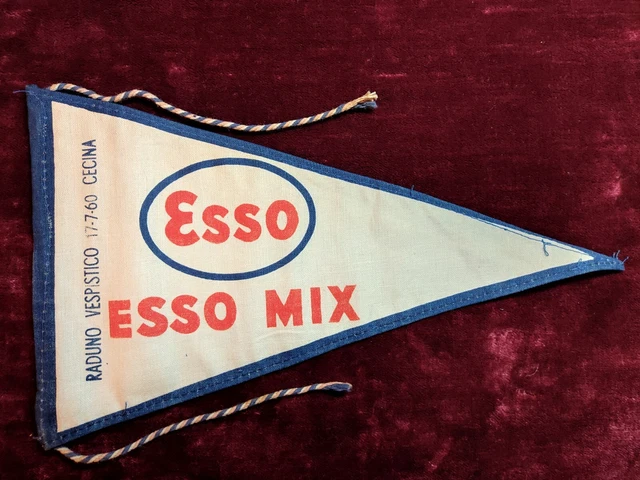 RADUNO VESPISTICO 17-7-60 CECINA
Esso
ESSO MIX